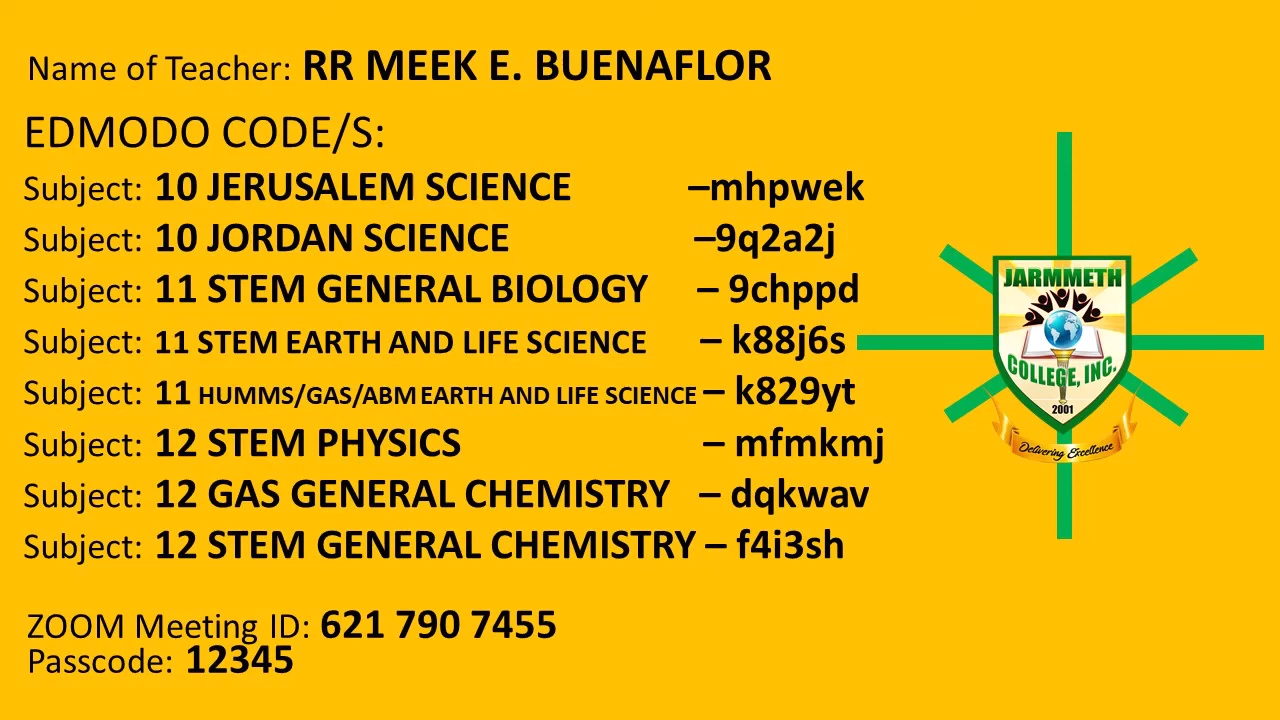 Name of Teacher: RR MEEK E. BUENAFLOR
EDMODO CODE/S:
Subject: 10 JERUSALEM SCIENCE –mhpwek
Subject: 10 JORDAN SCIENCE –9q2a2j
Subject: 11 STEM GENERAL BIOLOGY – 9chppd
Subject: 11 STEM EARTH AND LIFE SCIENCE – k88j6s
Subject: 11 HUMMS/GAS/ABM EARTH AND LIFE SCIENCE – k829yt
Subject: 12 STEM PHYSICS – mfmkmj
Subject: 12 GAS GENERAL CHEMISTRY – dqkwav
Subject: 12 STEM GENERAL CHEMISTRY – f4i3sh
ZOOM Meeting ID: 621 790 7455
Passcode: 12345
JARMMETH
COLLEGE, INC.
2001
Delivering Excellence